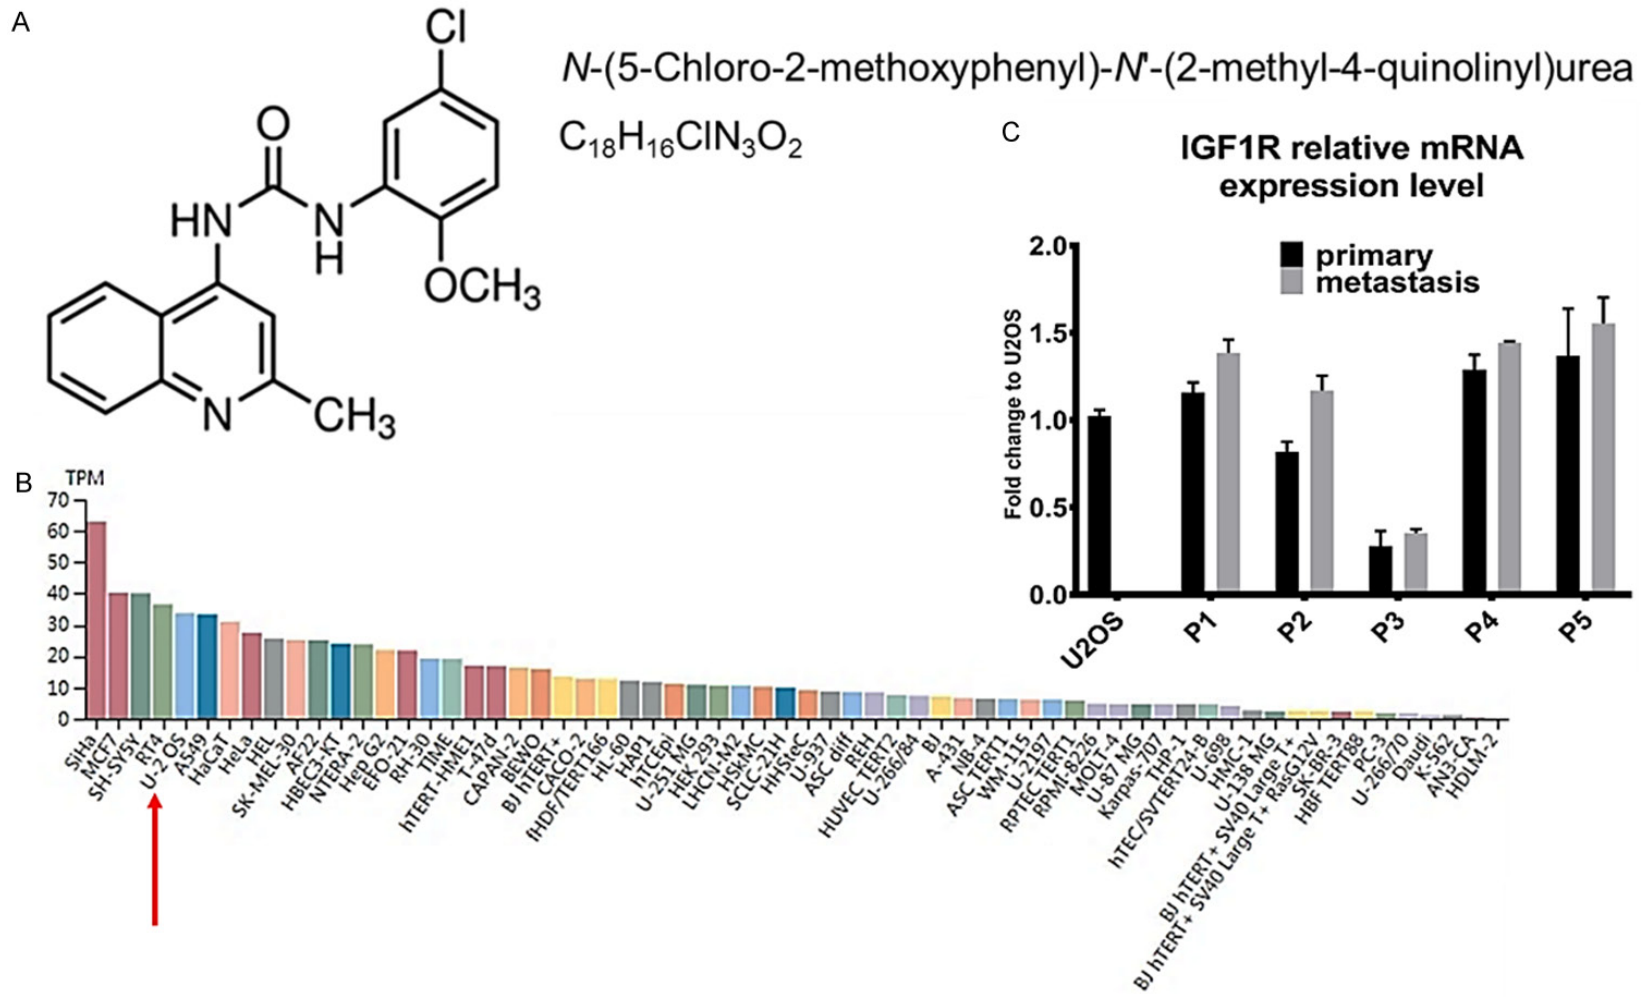 A
Cl
O
HN
N
H
OCH3
N
CH3
N-(5-Chloro-2-methoxyphenyl)-N'-(2-methyl-4-quinolinyl)urea
C18H16ClN3O2
C
IGF1R relative mRNA
expression level
primary
metastasis
Fold change to U2OS
2.0
1.5
1.0
0.5
0.0
U2OS
P1
P2
P3
P4
P5
B
TPM
70
60
50
40
30
20
10
0
SiHa
MCF7
SH-SY5Y
RT4
U-2 OS
A549
HaCaT
HeLa
HEL
SK-MEL-30
AF22
HBEC3-KT
NTERA-2
Hep G2
EFO-21
RH-30
TIME
hTERT-HME1
T-47d
CAPAN-2
BEWO
BJ hTERT+
CACO-2
fHDF/TERT166
HL-60
HAP1
hTCEpi
U-251 MG
HEK 293
LHCN-M2
HSkMC
SCLC-21H
HHSteC
U-937
ASC diff
REH
HUVEC TERT2
U-266/84
BJ
A-431
NB-4
ASC TERT1
WM-115
U-2197
RPTEC TERT1
RPMI-8226
MOLT-4
U-87 MG
Karpas-707
THP-1
hTEC/SVTERT24-B
U-698
HMC-1
U-138 MG
BJ hTERT+ SV40 Large T+
BJ hTERT+ SV40 Large T+ RasG12V
SK-BR-3
HBF TERT88
PC-3
U-266/70
Daudi
K-562
AN3-CA
HDLM-2